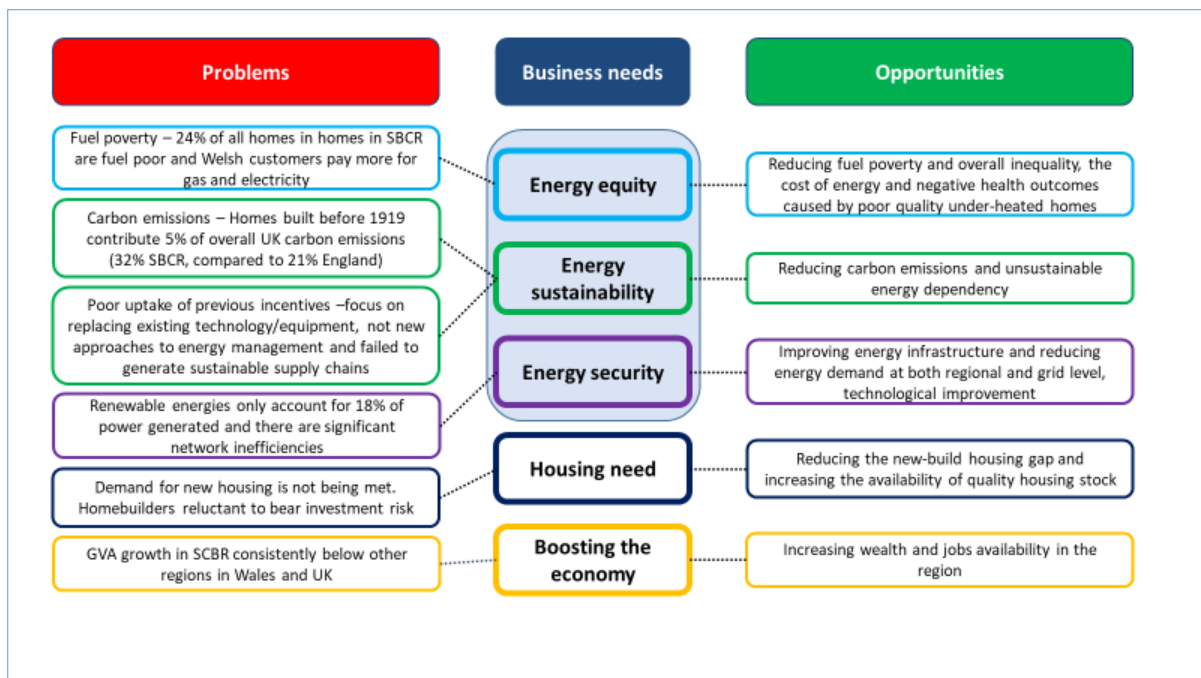 Problems
Business needs
Opportunities
Fuel poverty – 24% of all homes in homes in SBCR
are fuel poor and Welsh customers pay more for
gas and electricity
Energy equity
Reducing fuel poverty and overall inequality, the
cost of energy and negative health outcomes
caused by poor quality under-heated homes
Carbon emissions – Homes built before 1919
contribute 5% of overall UK carbon emissions
(32% SBCR, compared to 21% England)
Poor uptake of previous incentives –focus on
replacing existing technology/equipment, not new
approaches to energy management and failed to
generate sustainable supply chains
Energy
sustainability
Reducing carbon emissions and unsustainable
energy dependency
Renewable energies only account for 18% of
power generated and there are significant
network inefficiencies
Energy security
Improving energy infrastructure and reducing
energy demand at both regional and grid level,
technological improvement
Demand for new housing is not being met.
Homebuilders reluctant to bear investment risk
Housing need
Reducing the new-build housing gap and
increasing the availability of quality housing stock
GVA growth in SCBR consistently below other
regions in Wales and UK
Boosting the
economy
Increasing wealth and jobs availability in the
region